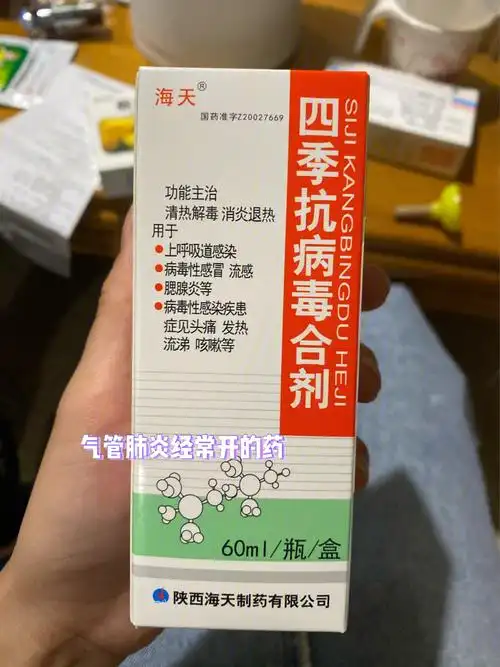 海天®
国药准字Z20027669
四季抗病毒合剂
SIJI KANGBINGDU HEJI
功能主治
清热解毒 消炎退热
用于
●上呼吸道感染
●病毒性感冒 流感
●腮腺炎等
●病毒性感染疾患
症见头痛 发热
流涕 咳嗽等
气管肺炎经常开的药
60ml/瓶/盒
陕西海天制药有限公司